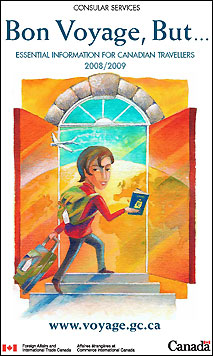 CONSULAR SERVICES
Bon Voyage, But...
ESSENTIAL INFORMATION FOR CANADIAN TRAVELLERS
2008/2009
www.voyage.gc.ca
Foreign Affairs and International Trade Canada
Affaires étrangères et Commerce international Canada
Canada